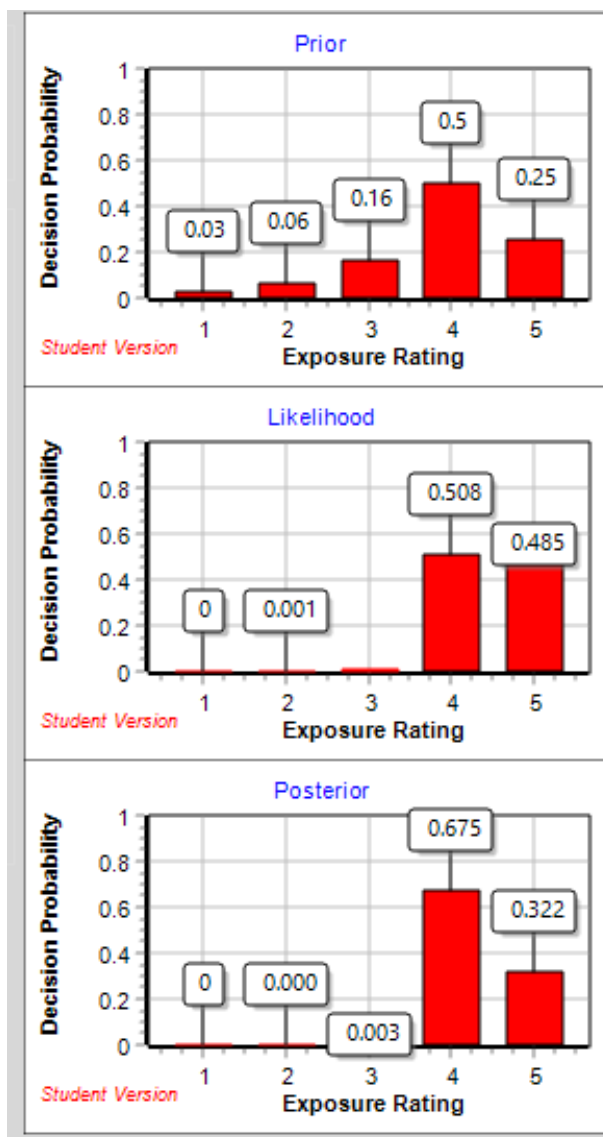 Prior
Decision Probability
1
0.8
0.6
0.4
0.2
0
0.03
0.06
0.16
0.5
0.25
1 2 3 4 5
Student Version
Exposure Rating
Likelihood
Decision Probability
1
0.8
0.6
0.4
0.2
0
0
0.001
0.508
0.485
1 2 3 4 5
Student Version
Exposure Rating
Posterior
Decision Probability
1
0.8
0.6
0.4
0.2
0
0
0.000
0.003
0.675
0.322
1 2 3 4 5
Student Version
Exposure Rating